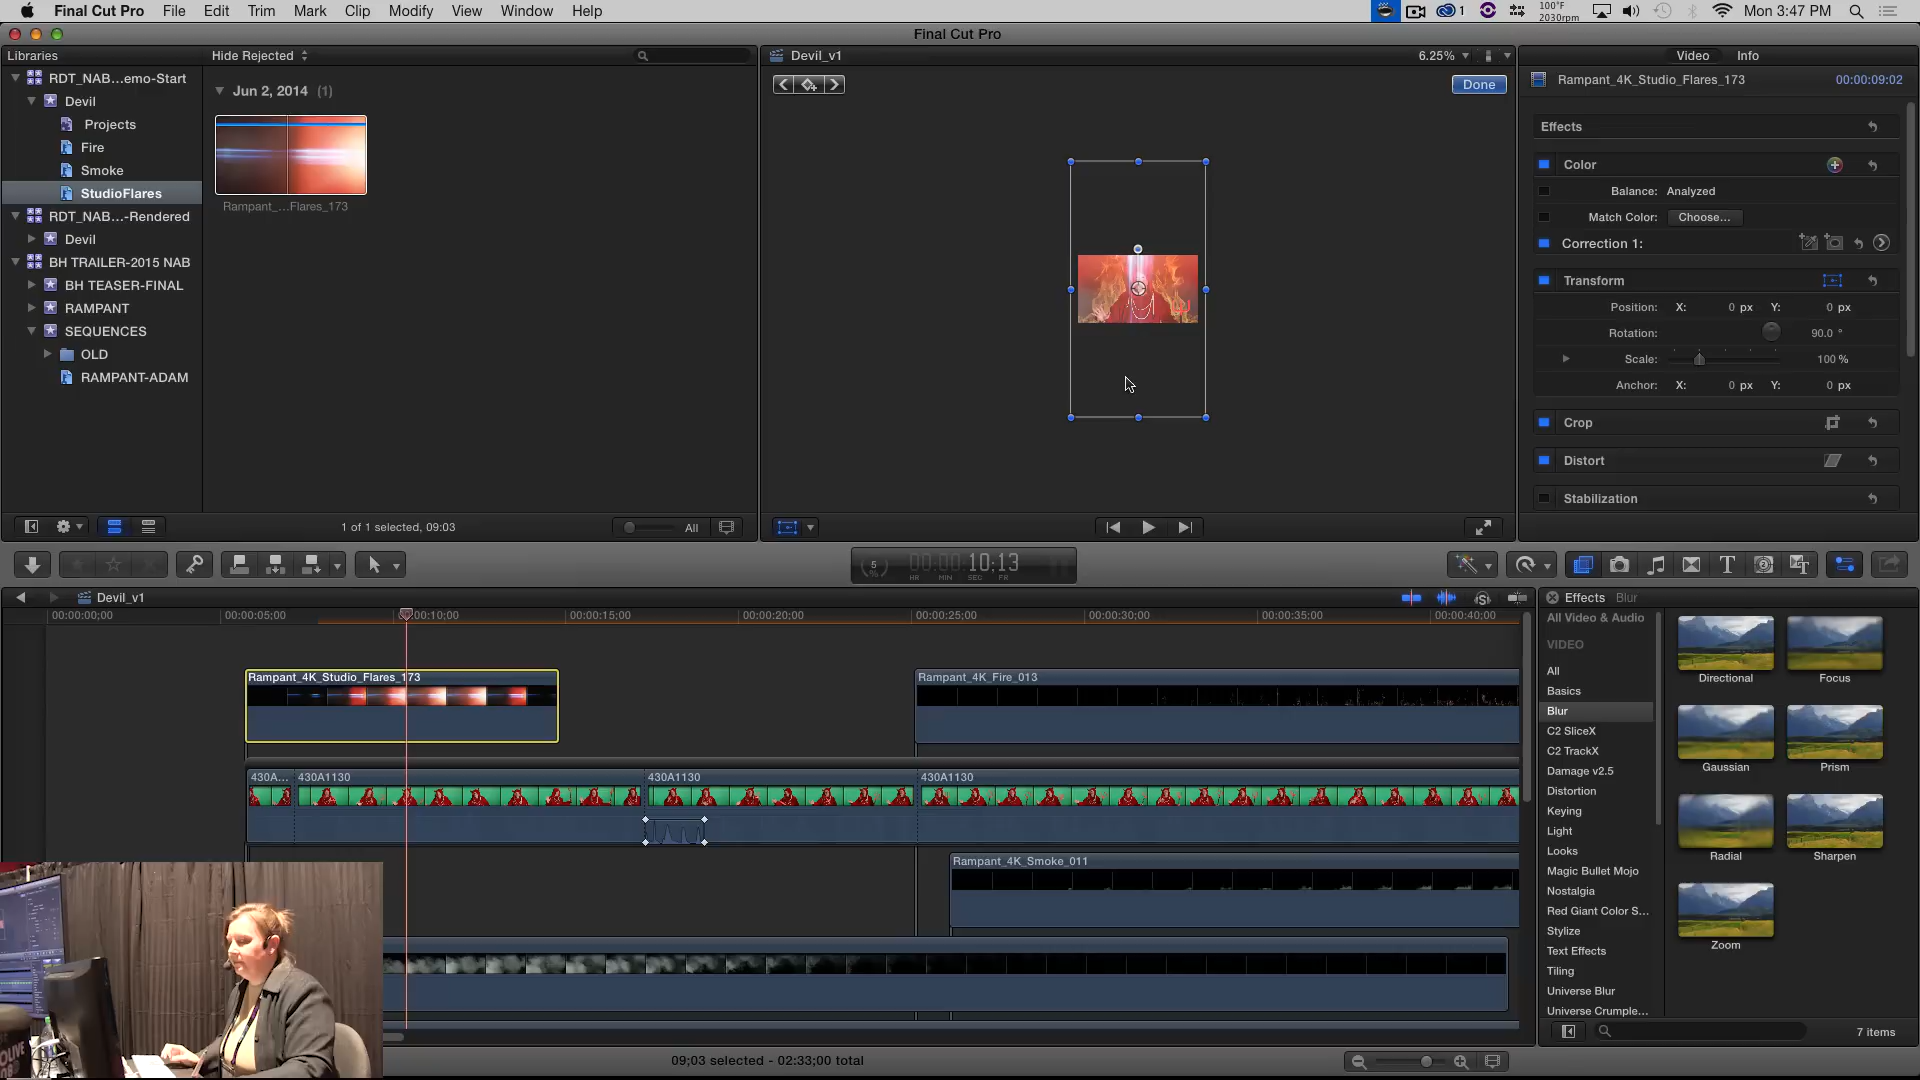 Final Cut Pro File Edit Trim Mark Clip Modify View Window Help
1 100°F 2030rpm Mon 3:47 PM
Final Cut Pro
Libraries
Hide Rejected
Devil_v1
6.25%
Video Info
RDT_NAB...emo-Start
Devil
Projects
Fire
Smoke
StudioFlares
RDT_NAB...-Rendered
Devil
BH TRAILER-2015 NAB
BH TEASER-FINAL
RAMPANT
SEQUENCES
OLD
RAMPANT-ADAM
Jun 2, 2014 (1)
Rampant_...Flares_173
1 of 1 selected, 09:03
All
Done
Rampant_4K_Studio_Flares_173 00:00:09:02
Effects
Color
Balance: Analyzed
Match Color: Choose...
Correction 1:
Transform
Position: X: 0 px Y: 0 px
Rotation: 90.0 °
Scale: 100 %
Anchor: X: 0 px Y: 0 px
Crop
Distort
Stabilization
5 % 00:00:10:13
HR MIN SEC FR
Devil_v1
00:00:00;00 00:00:05;00 00:00:10;00 00:00:15;00 00:00:20;00 00:00:25;00 00:00:30;00 00:00:35;00 00:00:40;00
Rampant_4K_Studio_Flares_173
Rampant_4K_Fire_013
430A... 430A1130 430A1130 430A1130
Rampant_4K_Smoke_011
09;03 selected - 02:33;00 total
Effects Blur
All Video & Audio
VIDEO
All
Basics
Blur
C2 SliceX
C2 TrackX
Damage v2.5
Distortion
Keying
Light
Looks
Magic Bullet Mojo
Nostalgia
Red Giant Color S...
Stylize
Text Effects
Tiling
Universe Blur
Universe Crumple...
Directional Focus
Gaussian Prism
Radial Sharpen
Zoom
7 items